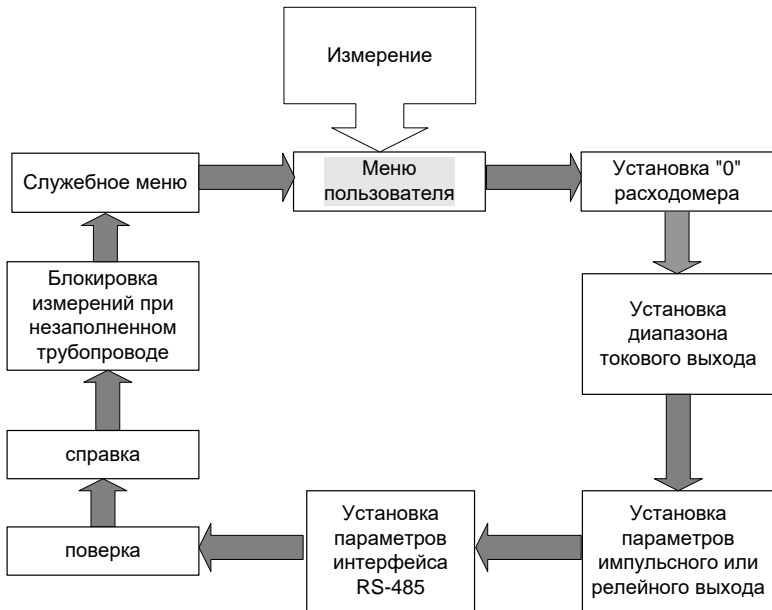 Измерение
Служебное меню
Меню
пользователя
Установка "0"
расходомера
Блокировка
измерений при
незаполненном
трубопроводе
Установка
диапазона
токового выхода
справка
поверка
Установка
параметров
интерфейса
RS-485
Установка
параметров
импульсного или
релейного выхода